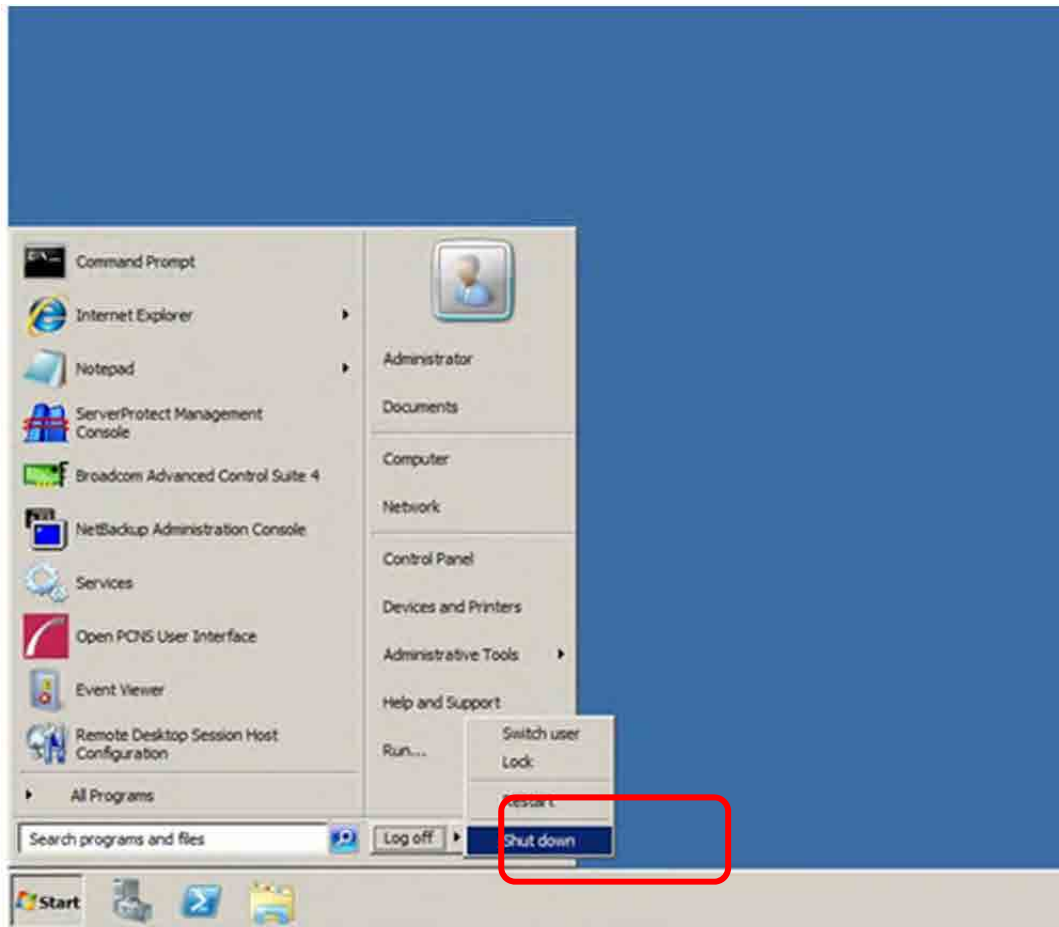 Command Prompt
Internet Explorer
Notepad
ServerProtect Management
Console
Broadcom Advanced Control Suite 4
NetBackup Administration Console
Services
Open PCNS User Interface
Event Viewer
Remote Desktop Session Host
Configuration
All Programs
Search programs and files
Administrator
Documents
Computer
Network
Control Panel
Devices and Printers
Administrative Tools
Help and Support
Run...
Log off
Switch user
Lock
Restart
Shut down
Start